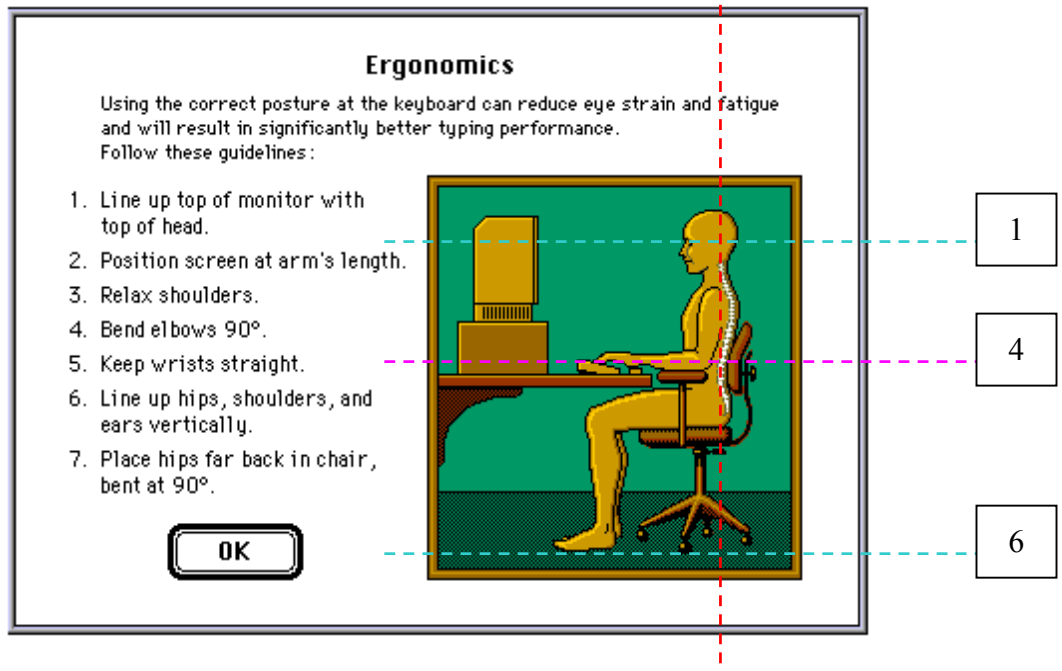 Ergonomics
Using the correct posture at the keyboard can reduce eye strain and fatigue
and will result in significantly better typing performance.
Follow these guidelines:
1. Line up top of monitor with
top of head.
2. Position screen at arm's length.
3. Relax shoulders.
4. Bend elbows 90°.
5. Keep wrists straight.
6. Line up hips, shoulders, and
ears vertically.
7. Place hips far back in chair,
bent at 90°.
OK
1
4
6